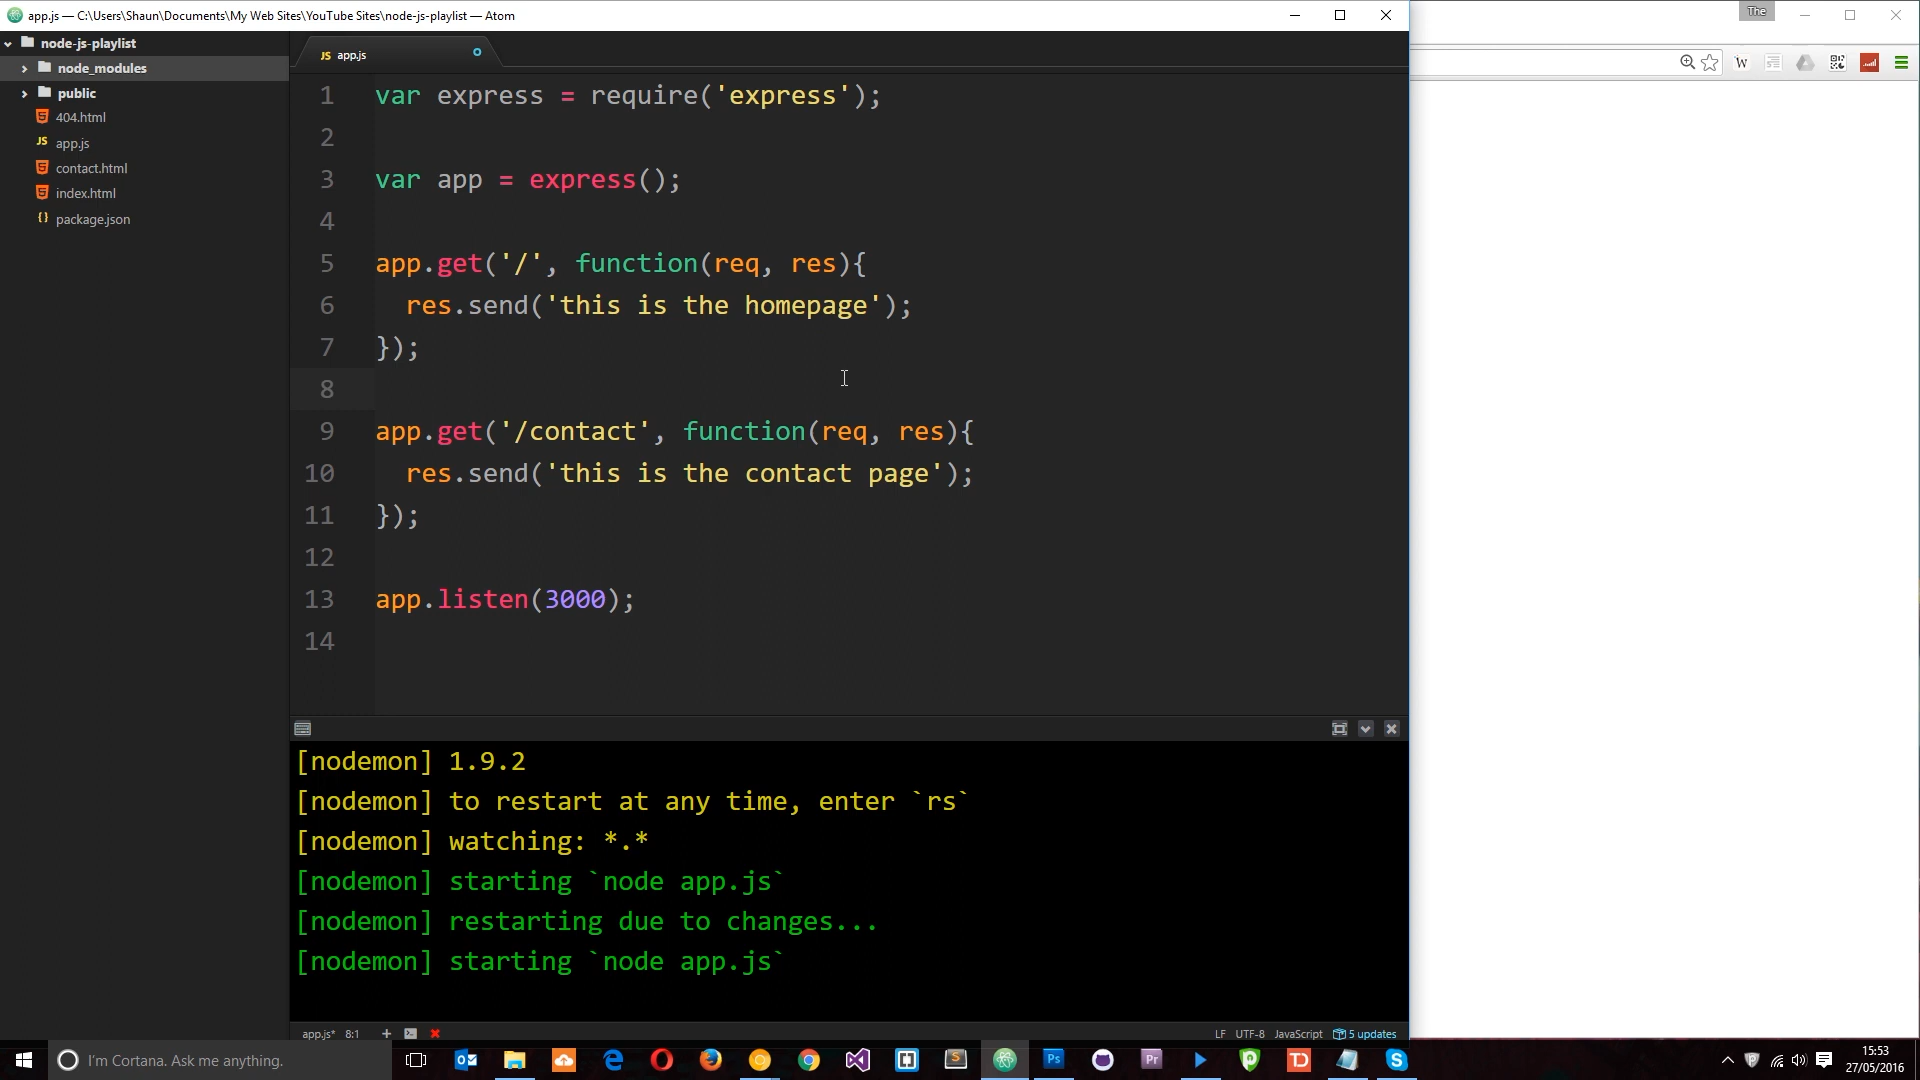 app.js — C:\Users\Shaun\Documents\My Web Sites\YouTube Sites\node-js-playlist — Atom
The
node-js-playlist
node_modules
public
404.html
app.js
contact.html
index.html
package.json
JS app.js
1 var express = require('express');
2
3 var app = express();
4
5 app.get('/', function(req, res){
6 res.send('this is the homepage');
7 });
8
9 app.get('/contact', function(req, res){
10 res.send('this is the contact page');
11 });
12
13 app.listen(3000);
14
[nodemon] 1.9.2
[nodemon] to restart at any time, enter `rs`
[nodemon] watching: *.*
[nodemon] starting `node app.js`
[nodemon] restarting due to changes...
[nodemon] starting `node app.js`
app.js* 8:1
LF UTF-8 JavaScript 5 updates
I'm Cortana. Ask me anything.
15:53
27/05/2016